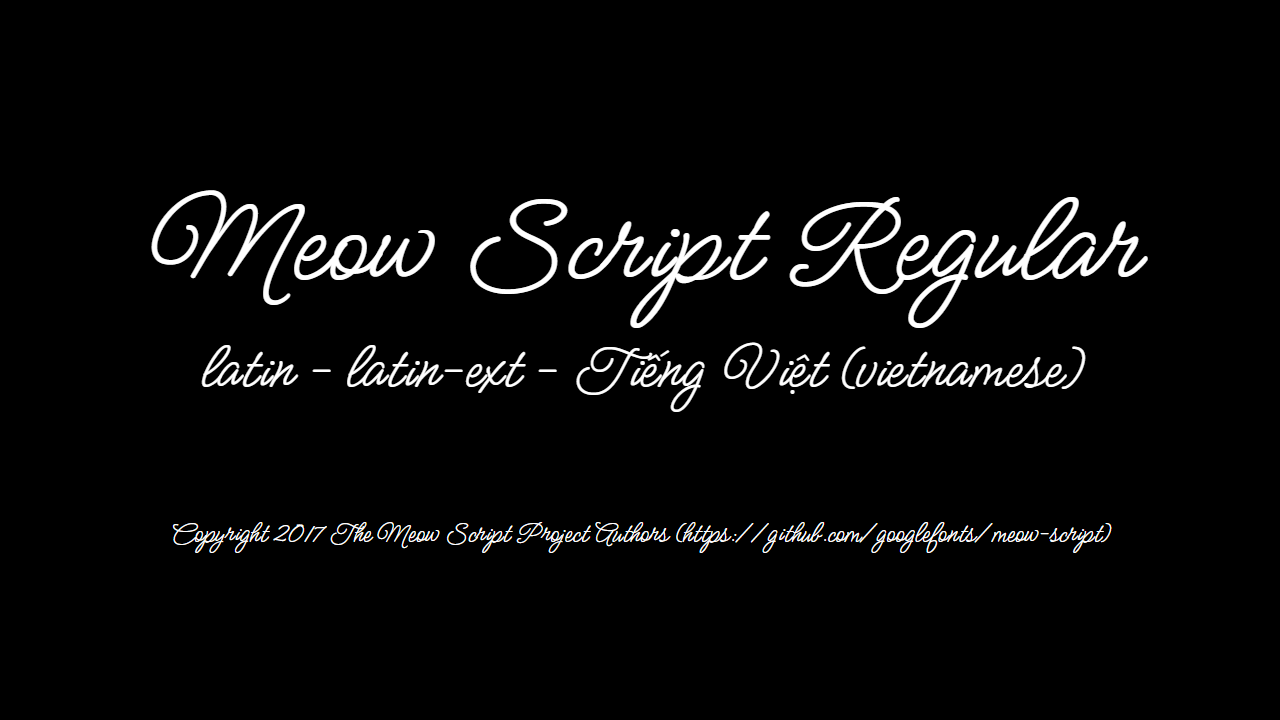 Meow Script Regular
latin - latin-ext - Tiếng Việt (vietnamese)
Copyright 2017 The Meow Script Project Authors (https://github.com/googlefonts/meow-script)